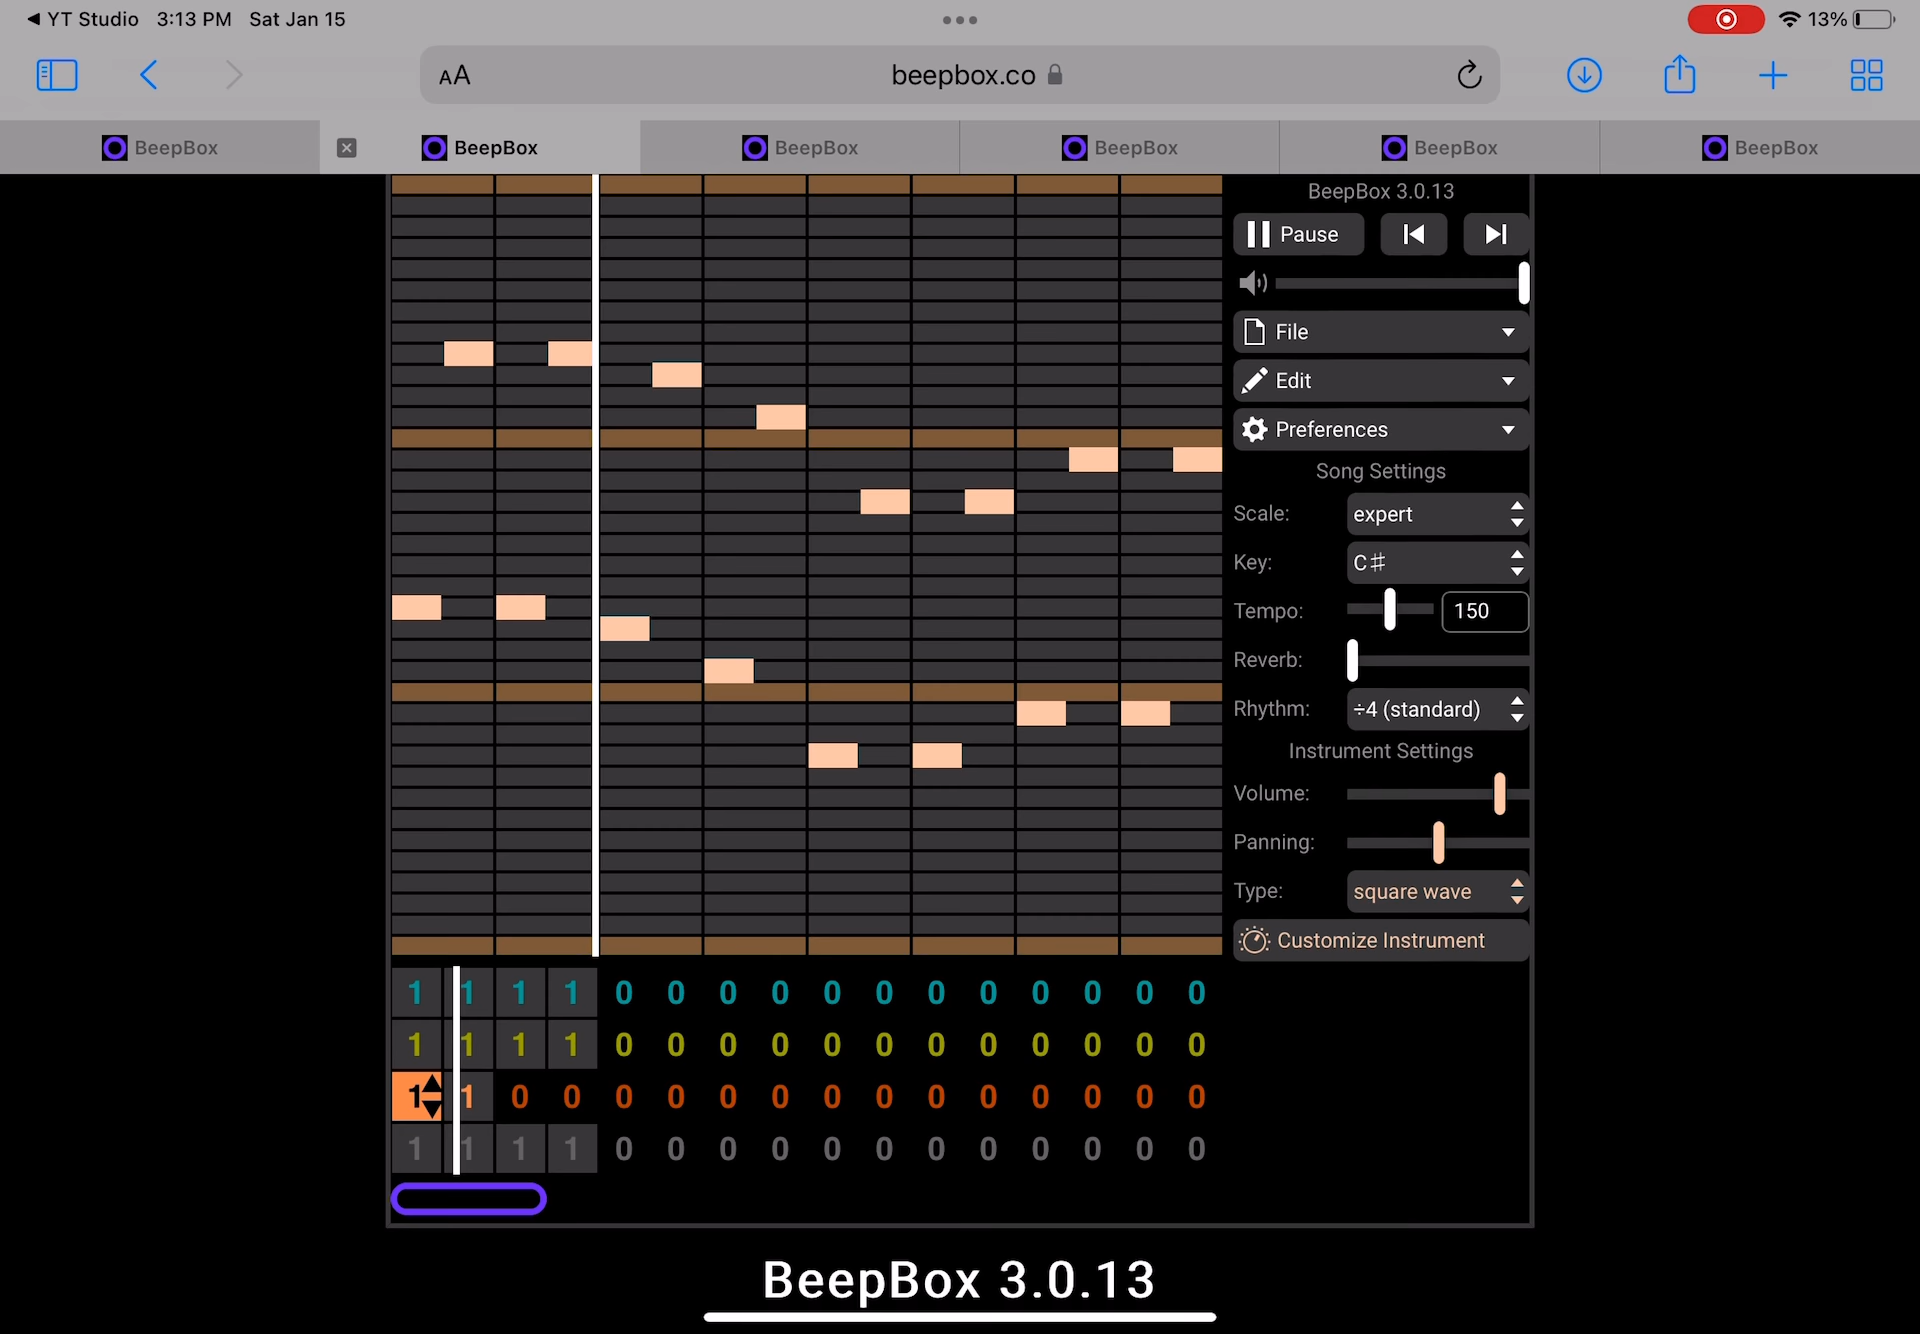 ◀ YT Studio 3:13 PM Sat Jan 15
13%
AA beepbox.co
BeepBox BeepBox BeepBox BeepBox BeepBox BeepBox
BeepBox 3.0.13
Pause
File
Edit
Preferences
Song Settings
Scale: expert
Key: C♯
Tempo: 150
Reverb:
Rhythm: ÷4 (standard)
Instrument Settings
Volume:
Panning:
Type: square wave
Customize Instrument
1 1 1 1 0 0 0 0 0 0 0 0 0 0 0 0
1 1 1 1 0 0 0 0 0 0 0 0 0 0 0 0
1 1 0 0 0 0 0 0 0 0 0 0 0 0 0 0
1 1 1 1 0 0 0 0 0 0 0 0 0 0 0 0
BeepBox 3.0.13